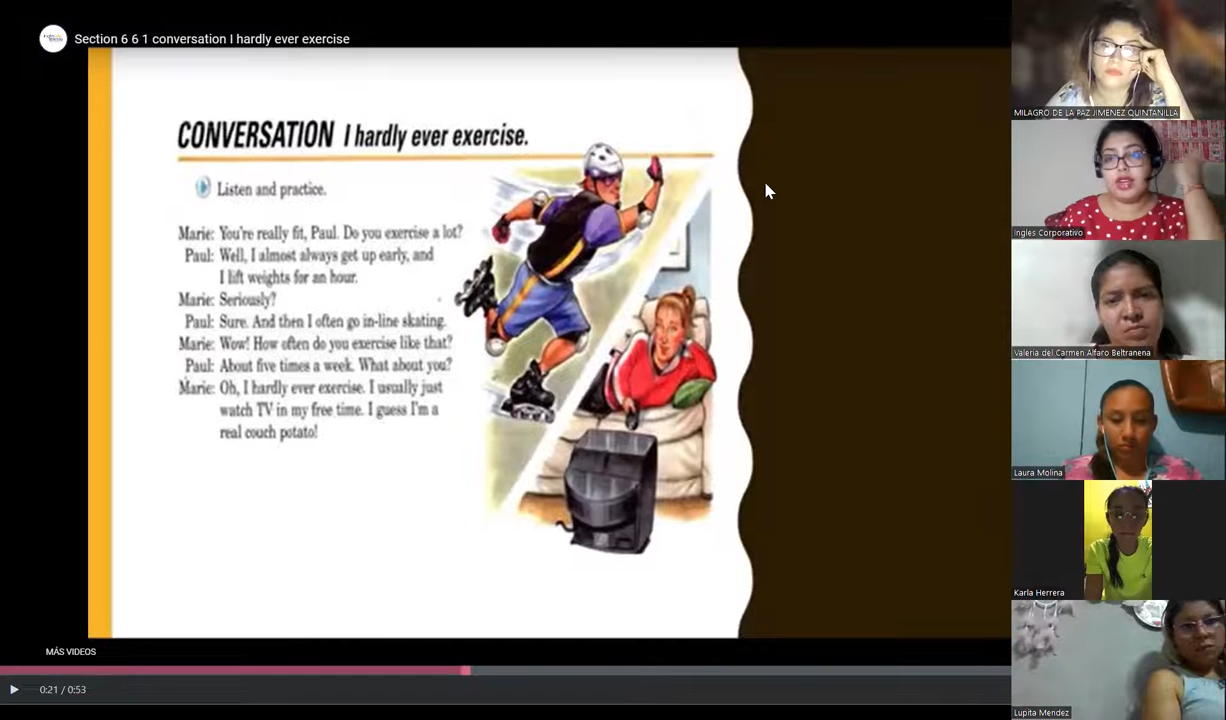 Section 6 6 1 conversation I hardly ever exercise
CONVERSATION I hardly ever exercise.
Listen and practice.
Marie: You're really fit, Paul. Do you exercise a lot?
Paul: Well, I almost always get up early, and
I lift weights for an hour.
Marie: Seriously?
Paul: Sure. And then I often go in-line skating.
Marie: Wow! How often do you exercise like that?
Paul: About five times a week. What about you?
Marie: Oh, I hardly ever exercise. I usually just
watch TV in my free time. I guess I'm a
real couch potato!
MÁS VIDEOS
0:21 / 0:53
MILAGRO DE LA PAZ JIMENEZ QUINTANILLA
Ingles Corporativo
Valeria del Carmen Alfaro Beltranena
Laura Molina
Karla Herrera
Lupita Mendez